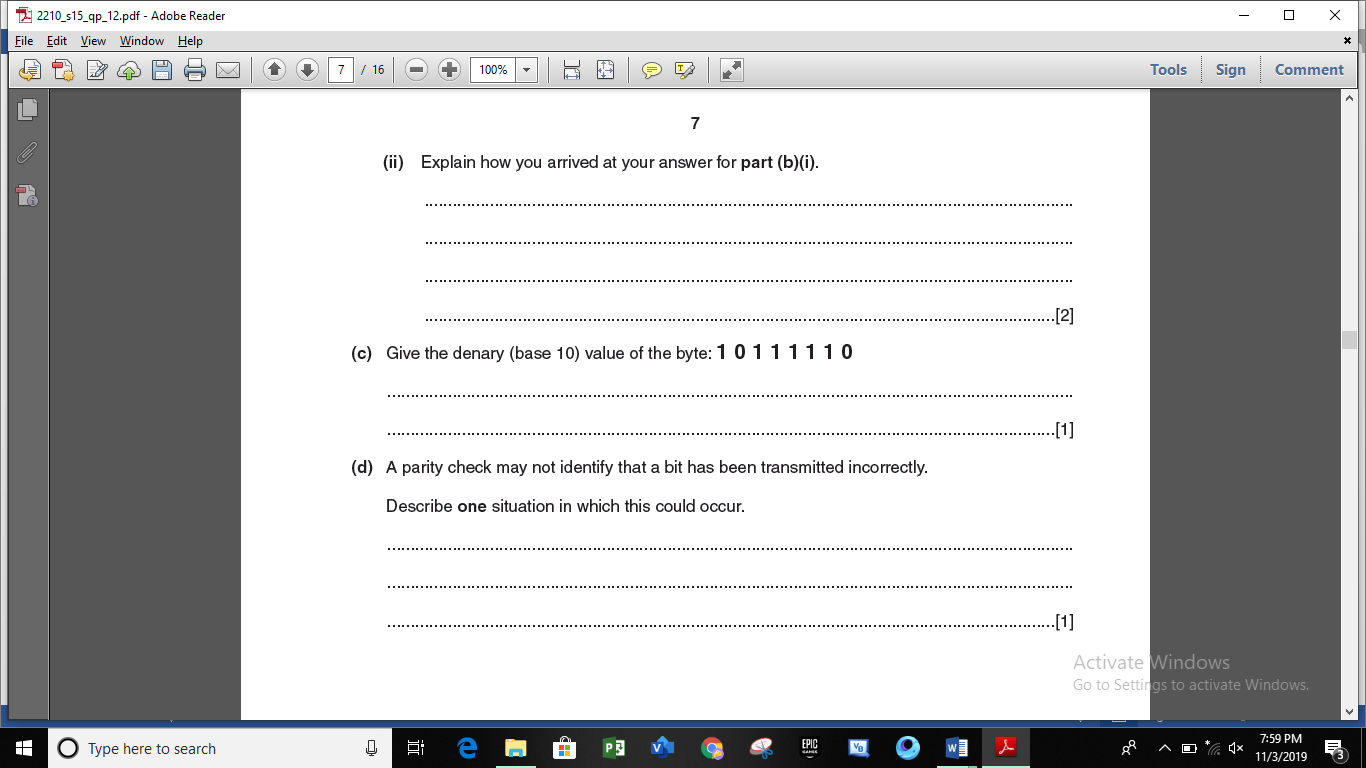 2210_s15_qp_12.pdf - Adobe Reader
File Edit View Window Help
7 / 16 100% Tools Sign Comment
7
(ii) Explain how you arrived at your answer for part (b)(i).
..........................................................................................................................................
..........................................................................................................................................
..........................................................................................................................................
......................................................................................................................................[2]
(c) Give the denary (base 10) value of the byte: 1 0 1 1 1 1 1 0
..........................................................................................................................................
......................................................................................................................................[1]
(d) A parity check may not identify that a bit has been transmitted incorrectly.
Describe one situation in which this could occur.
..........................................................................................................................................
..........................................................................................................................................
......................................................................................................................................[1]
Activate Windows
Go to Settings to activate Windows.
Type here to search
EPIC GAMES
7:59 PM
11/3/2019
3